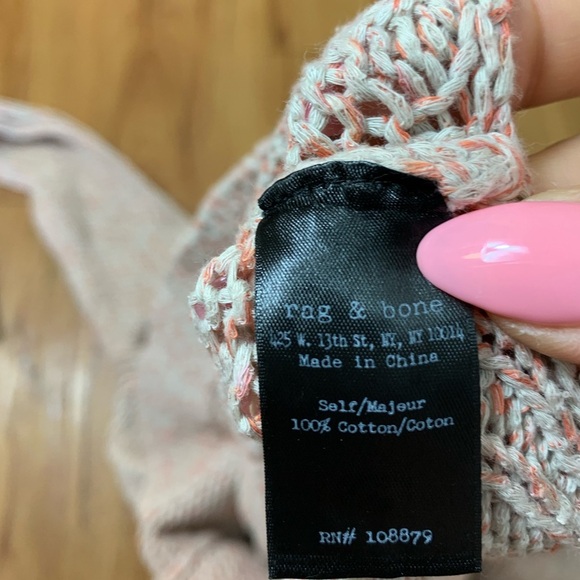 rag & bone
425 W. 13th St, NY, NY 10014
Made in China
Self/Majeur
100% Cotton/Coton
RN# 108879